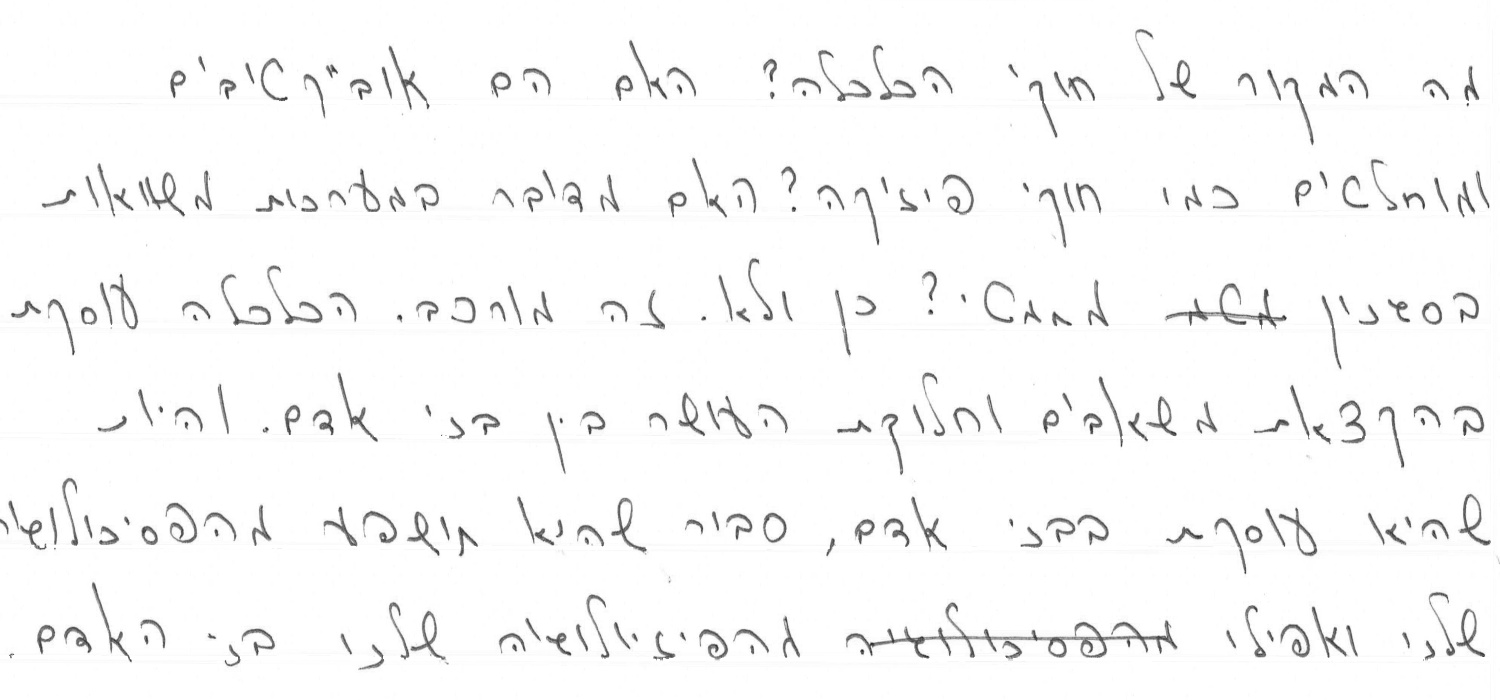 מה המקור של חוקי הכלכלה? האם הם אובייקטיבים
ומוחלטים כמו חוקי פיזיקה? האם מדובר במערכות משוואות
בסגנון מתמטי? כן ולא. זה מורכב. הכלכלה עוסקת
בהקצאת משאבים וחלוקת העושר בין בני אדם. והיות
שהיא עוסקת בבני אדם, סביר שהיא תושפע מהפסיכולוגיה
שלנו ואפילו מהפסיכולוגיה מהפיזיולוגיה שלנו בני האדם.